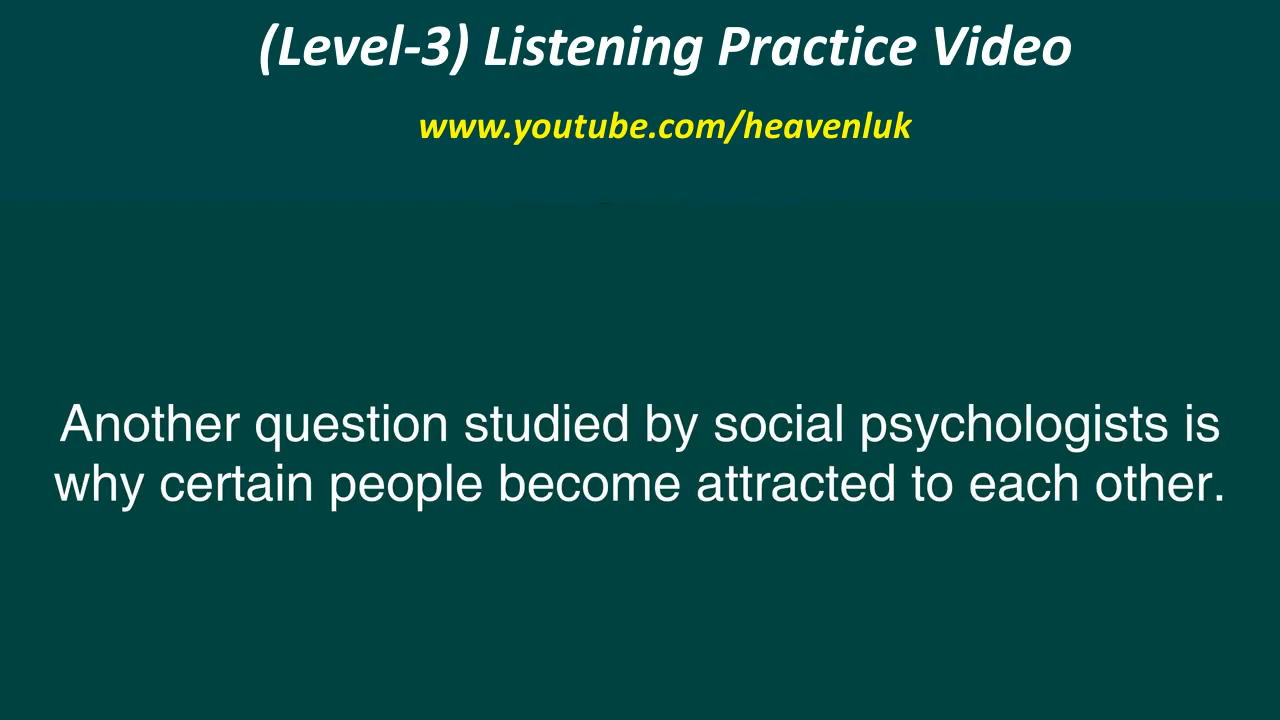 (Level-3) Listening Practice Video
www.youtube.com/heavenluk
Another question studied by social psychologists is
why certain people become attracted to each other.